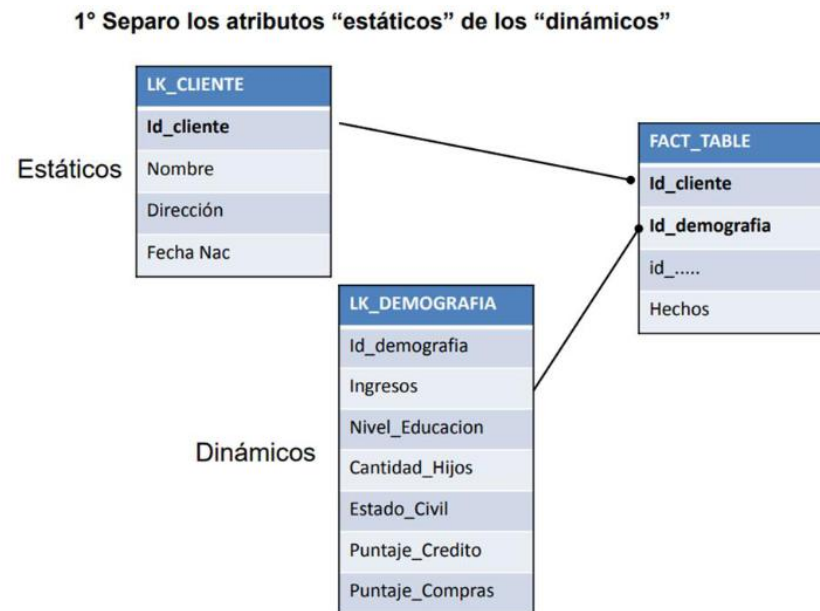 1° Separo los atributos “estáticos” de los “dinámicos”
LK_CLIENTE
Id_cliente
Nombre
Dirección
Fecha Nac
Estáticos
FACT_TABLE
Id_cliente
Id_demografia
id_.....
Hechos
LK_DEMOGRAFIA
Id_demografia
Ingresos
Nivel_Educacion
Cantidad_Hijos
Estado_Civil
Puntaje_Credito
Puntaje_Compras
Dinámicos